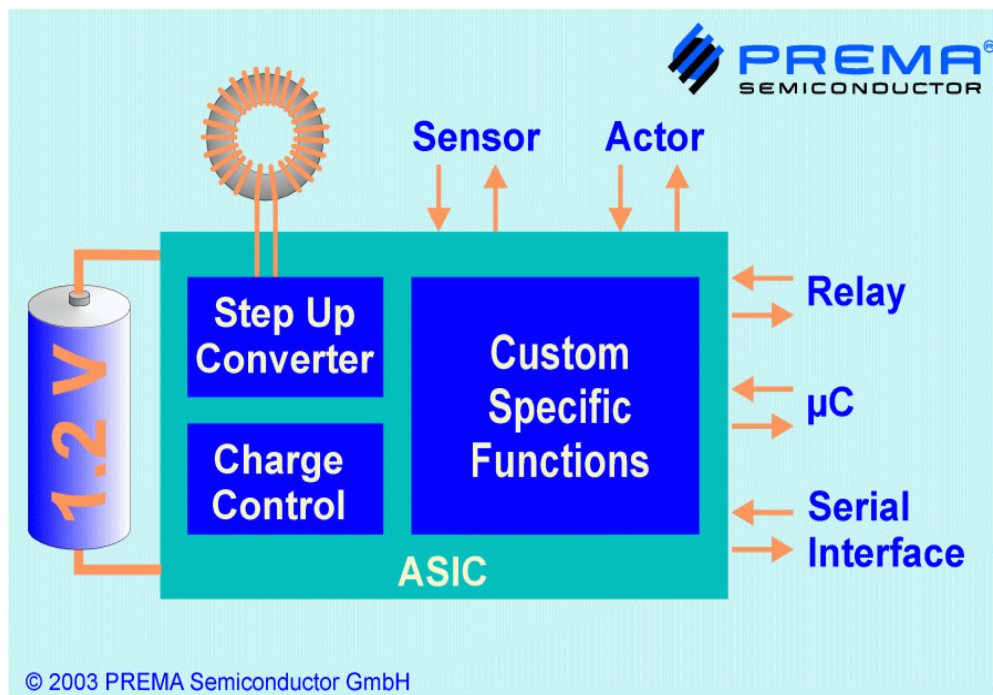 PREMA®
SEMICONDUCTOR
Sensor
Actor
Step Up
Converter
Charge
Control
Custom
Specific
Functions
ASIC
1.2 V
Relay
µC
Serial
Interface
© 2003 PREMA Semiconductor GmbH